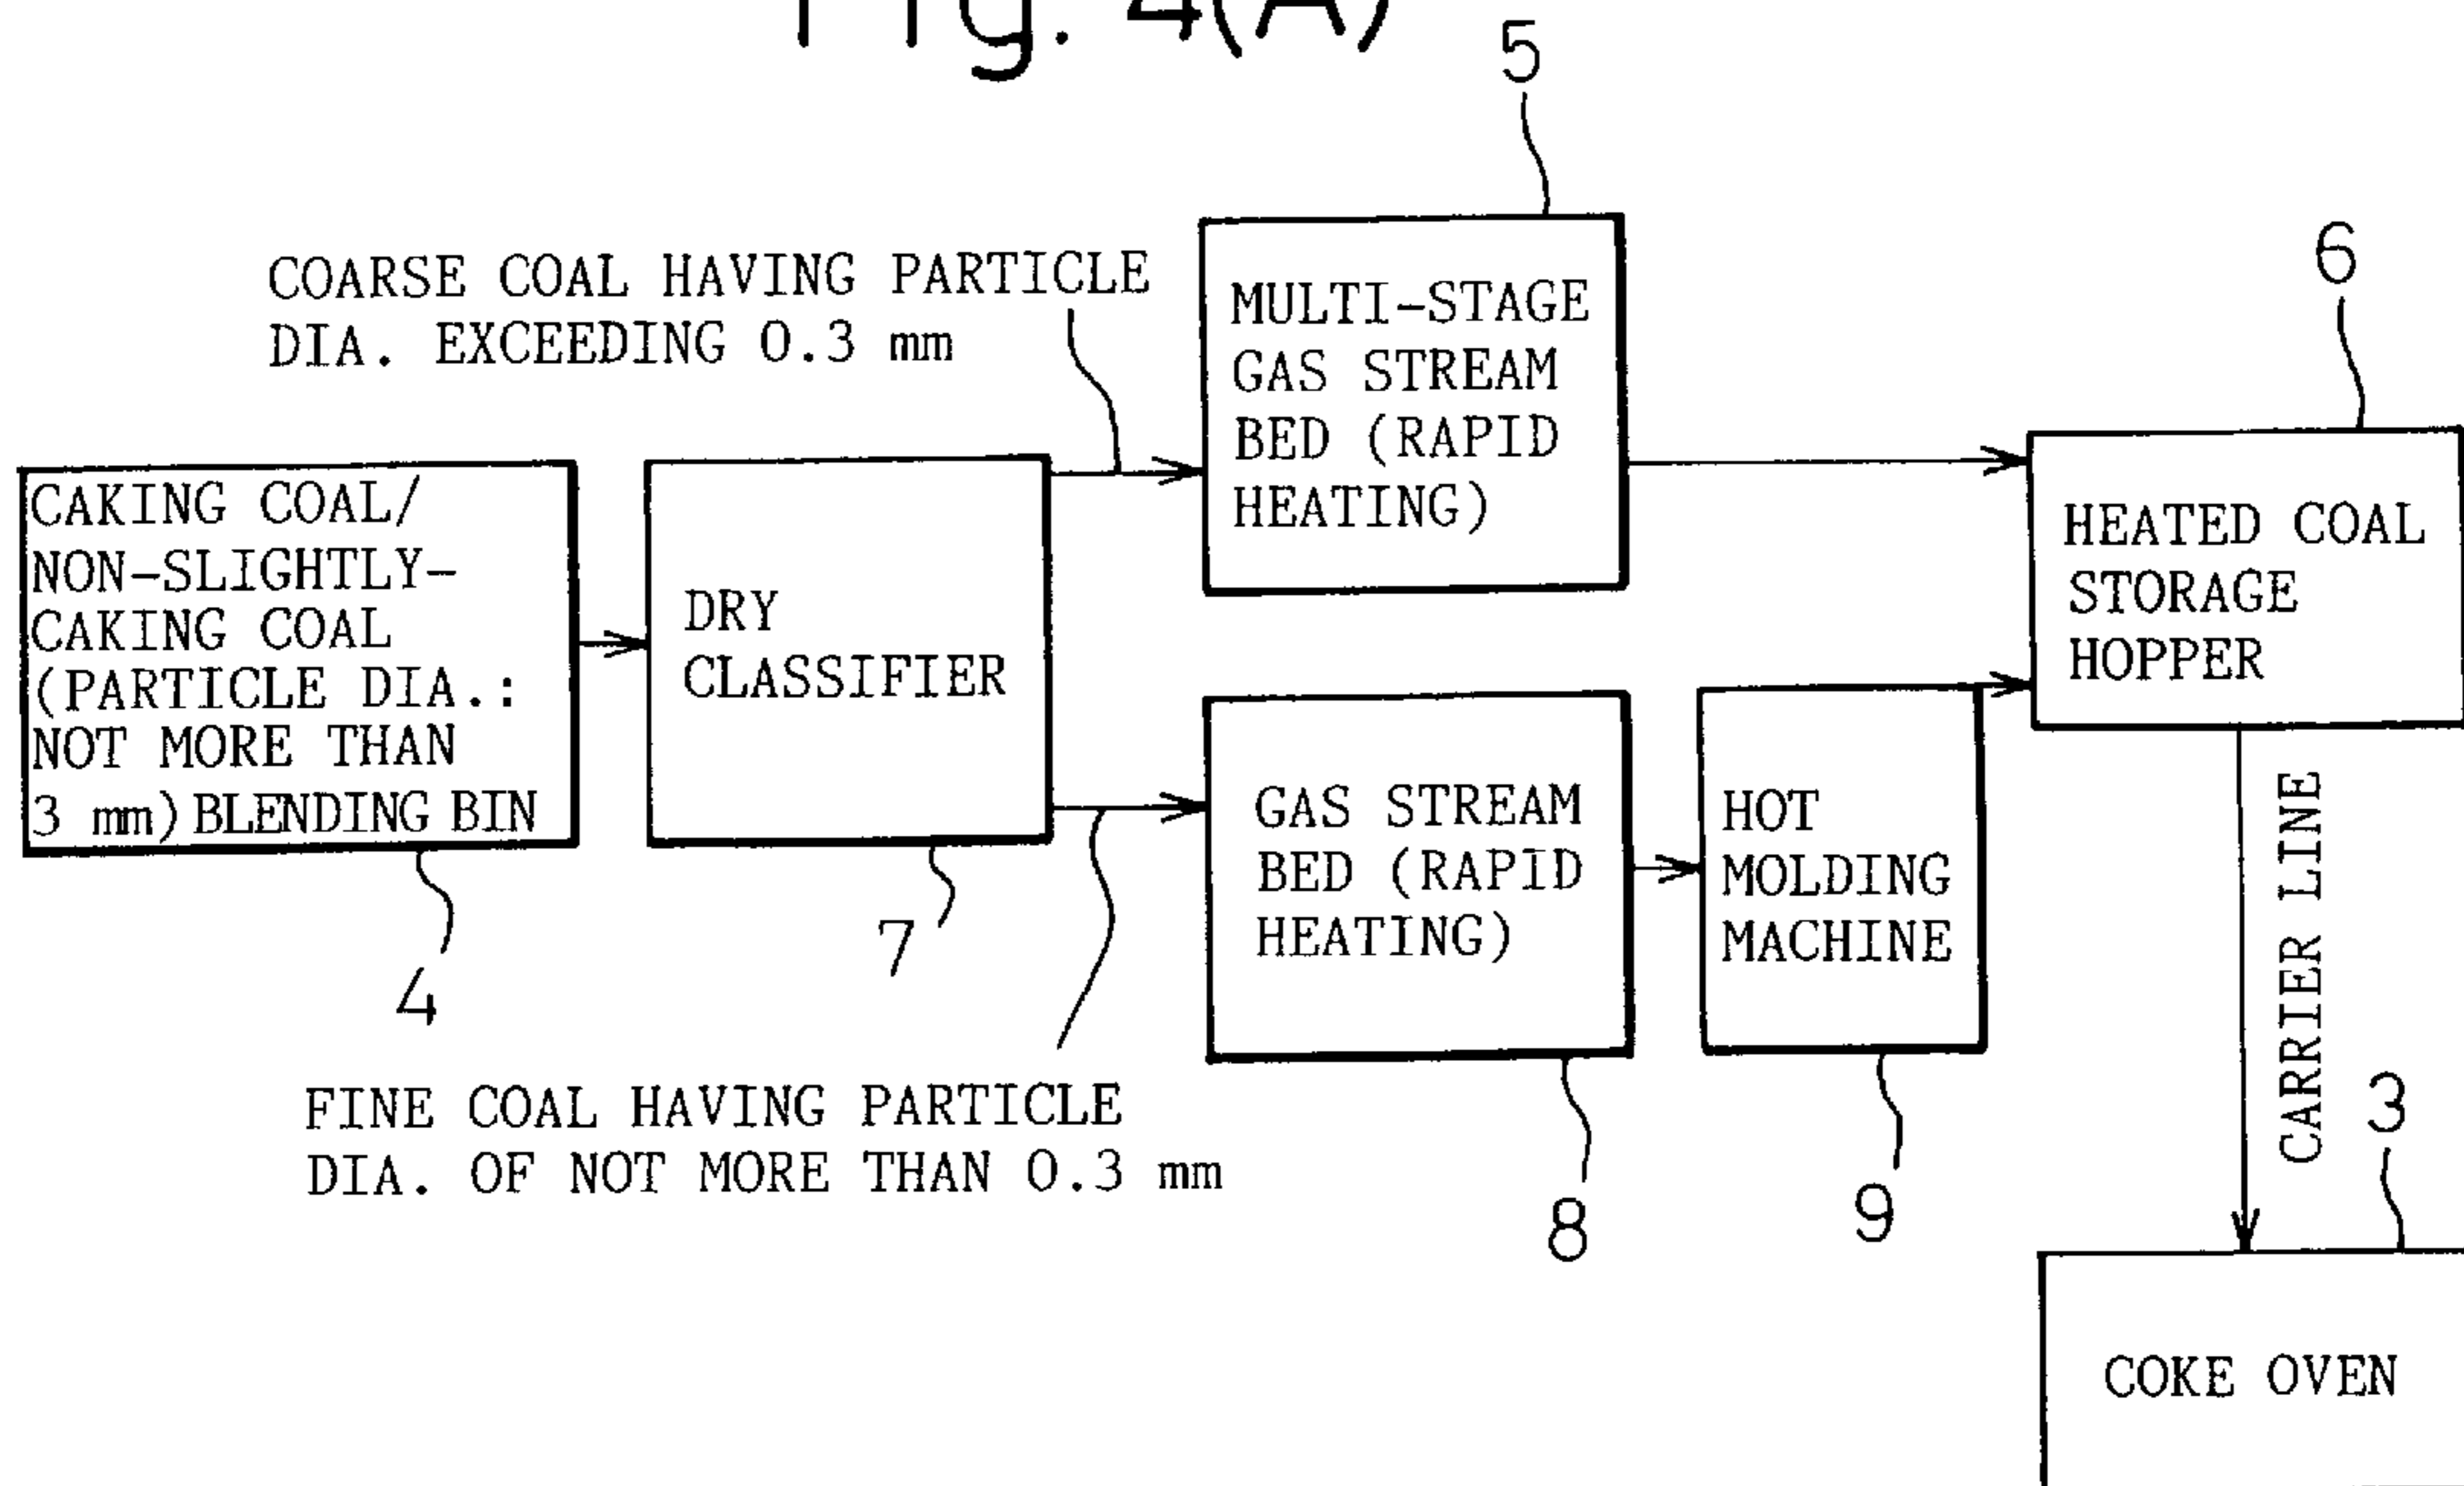 Fig. 4(A)
5
COARSE COAL HAVING PARTICLE
DIA. EXCEEDING 0.3 mm
MULTI-STAGE
GAS STREAM
BED (RAPID
HEATING)
6
CAKING COAL/
NON-SLIGHTLY-
CAKING COAL
(PARTICLE DIA.:
NOT MORE THAN
3 mm) BLENDING BIN
4
DRY
CLASSIFIER
7
HEATED COAL
STORAGE
HOPPER
GAS STREAM
BED (RAPID
HEATING)
8
HOT
MOLDING
MACHINE
9
FINE COAL HAVING PARTICLE
DIA. OF NOT MORE THAN 0.3 mm
CARRIER LINE
3
COKE OVEN